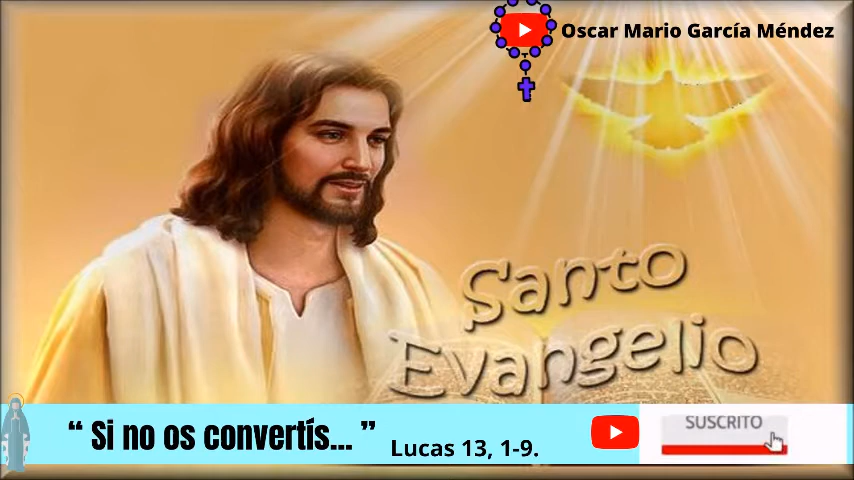 Oscar Mario García Méndez
Santo
Evangelio
“ Si no os convertís... ”
Lucas 13, 1-9.
SUSCRITO